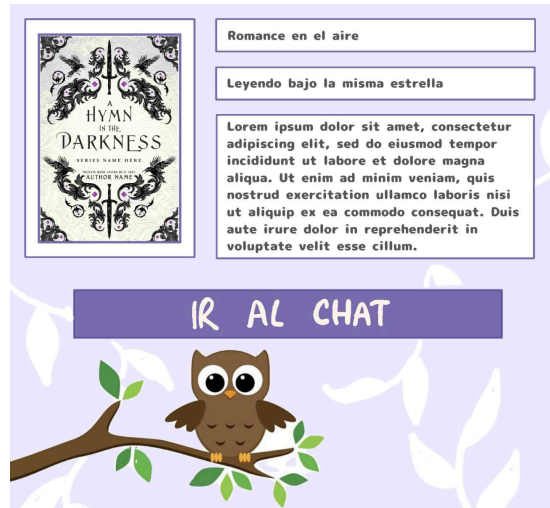 A
HYMN
IN THE
DARKNESS
SERIES NAME HERE
AUTHOR NAME
Romance en el aire
Leyendo bajo la misma estrella
Lorem ipsum dolor sit amet, consectetur
adipiscing elit, sed do eiusmod tempor
incididunt ut labore et dolore magna
aliqua. Ut enim ad minim veniam, quis
nostrud exercitation ullamco laboris nisi
ut aliquip ex ea commodo consequat. Duis
aute irure dolor in reprehenderit in
voluptate velit esse cillum.
IR AL CHAT